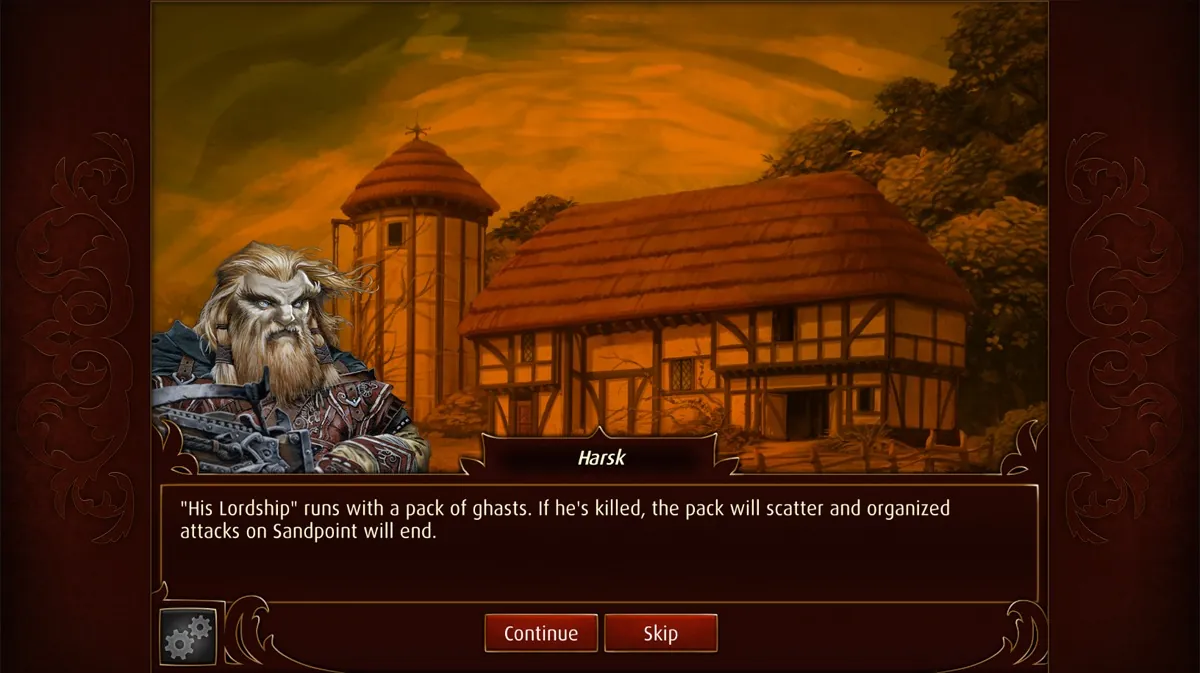 Harsk
"His Lordship" runs with a pack of ghasts. If he's killed, the pack will scatter and organized
attacks on Sandpoint will end.
Continue
Skip